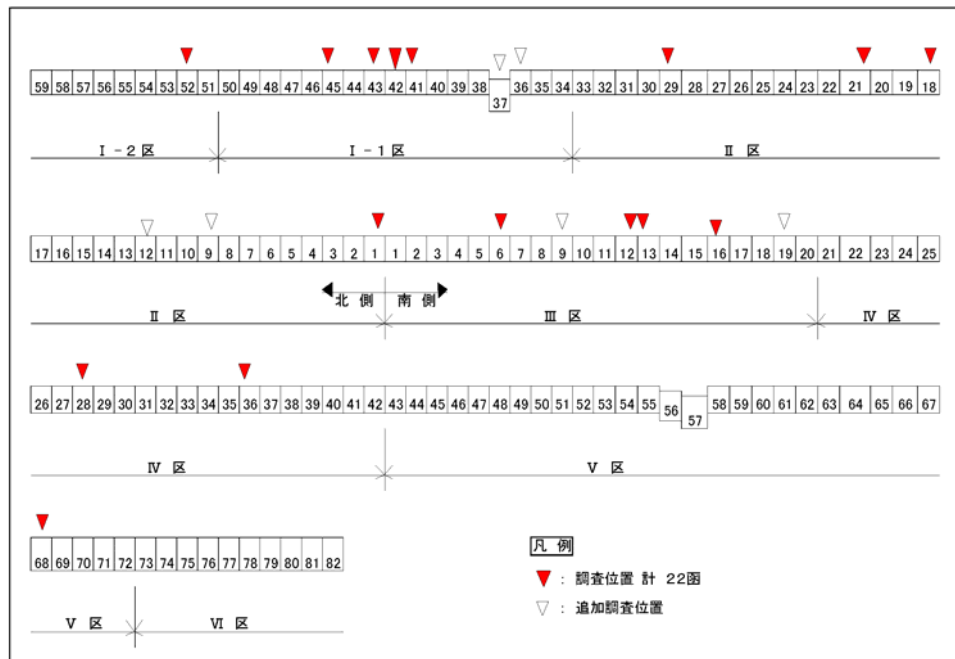 59 58 57 56 55 54 53 52 51 50 49 48 47 46 45 44 43 42 41 40 39 38 37 36 35 34 33 32 31 30 29 28 27 26 25 24 23 22 21 20 19 18
Ⅰ-2区 Ⅰ-1区 Ⅱ 区
17 16 15 14 13 12 11 10 9 8 7 6 5 4 3 2 1 1 2 3 4 5 6 7 8 9 10 11 12 13 14 15 16 17 18 19 20 21 22 23 24 25
北 側 南 側
Ⅱ 区 Ⅲ 区 Ⅳ 区
26 27 28 29 30 31 32 33 34 35 36 37 38 39 40 41 42 43 44 45 46 47 48 49 50 51 52 53 54 55 56 57 58 59 60 61 62 63 64 65 66 67
Ⅳ 区 Ⅴ 区
68 69 70 71 72 73 74 75 76 77 78 79 80 81 82
凡 例
: 調査位置 計 22函
: 追加調査位置
Ⅴ 区 Ⅵ 区